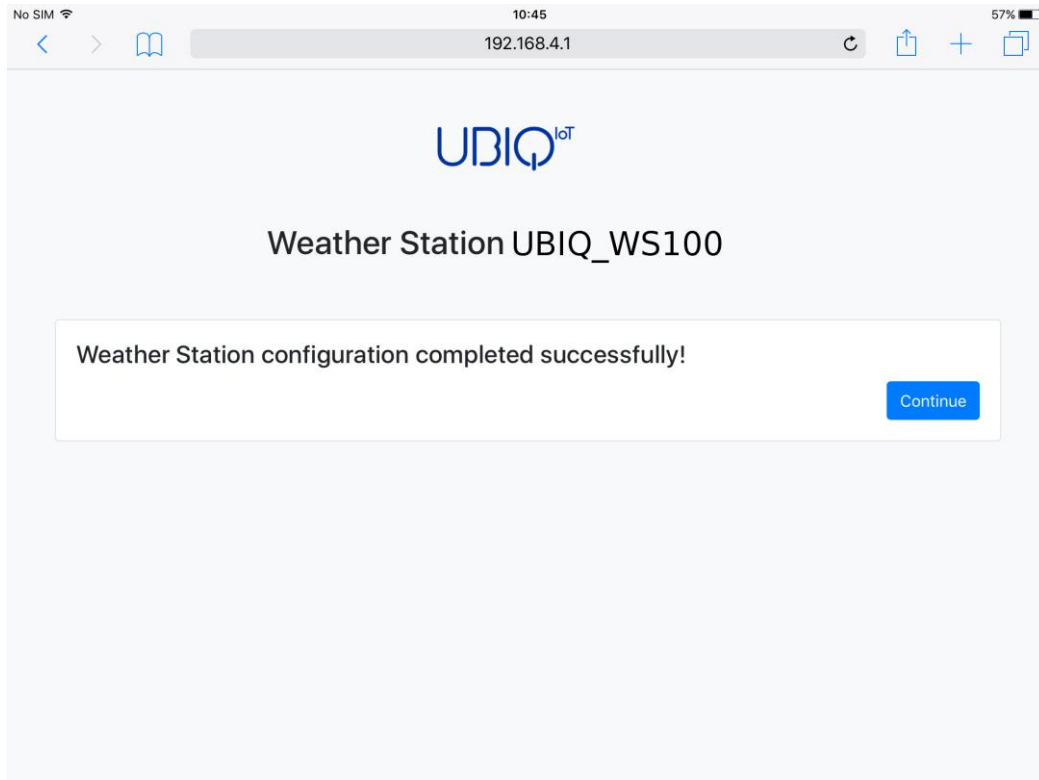 No SIM 10:45 57%
192.168.4.1
UBIQ IoT
Weather Station UBIQ_WS100
Weather Station configuration completed successfully!
Continue